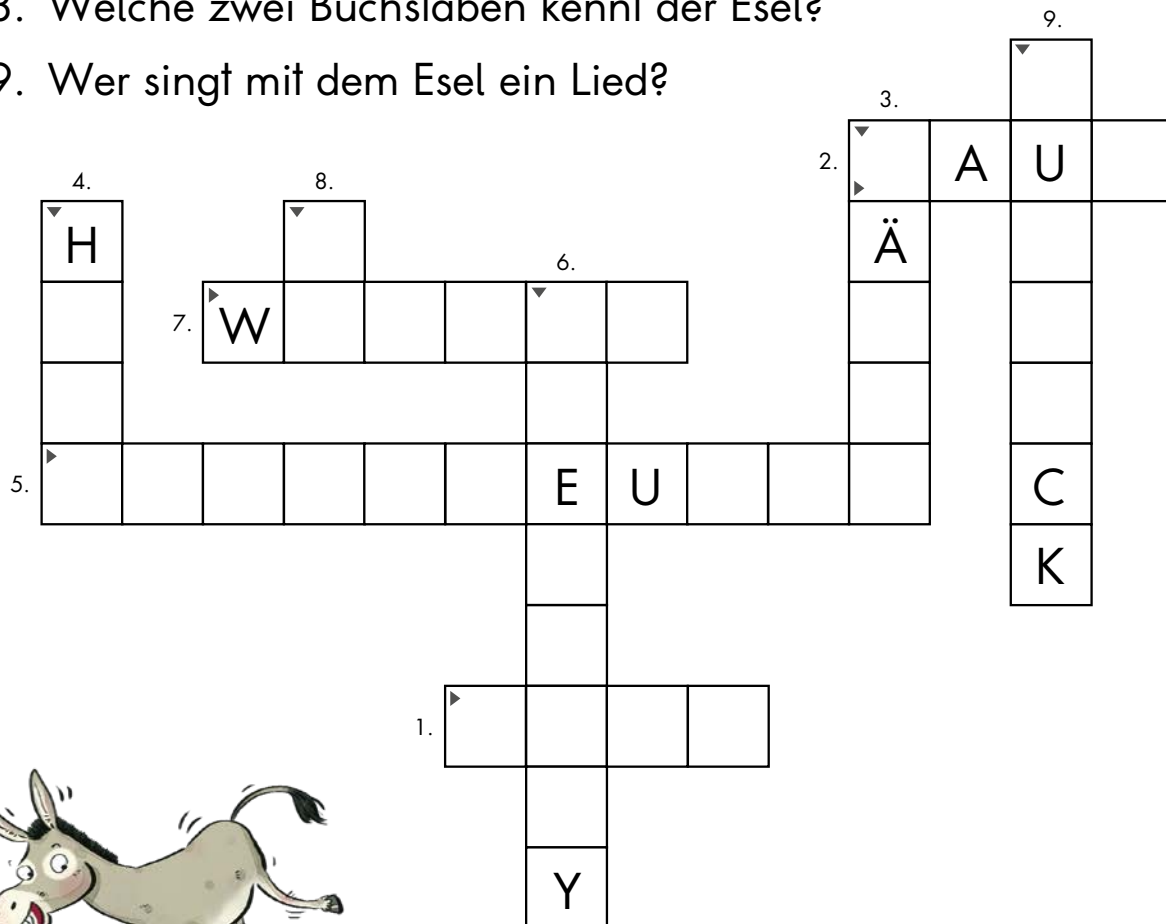 8. Welche zwei Buchstaben kennt der Esel?
9. Wer singt mit dem Esel ein Lied?
9.
3.
2. A U
4. 8.
H Ä
6.
7. W
5. E U C
K
1.
Y